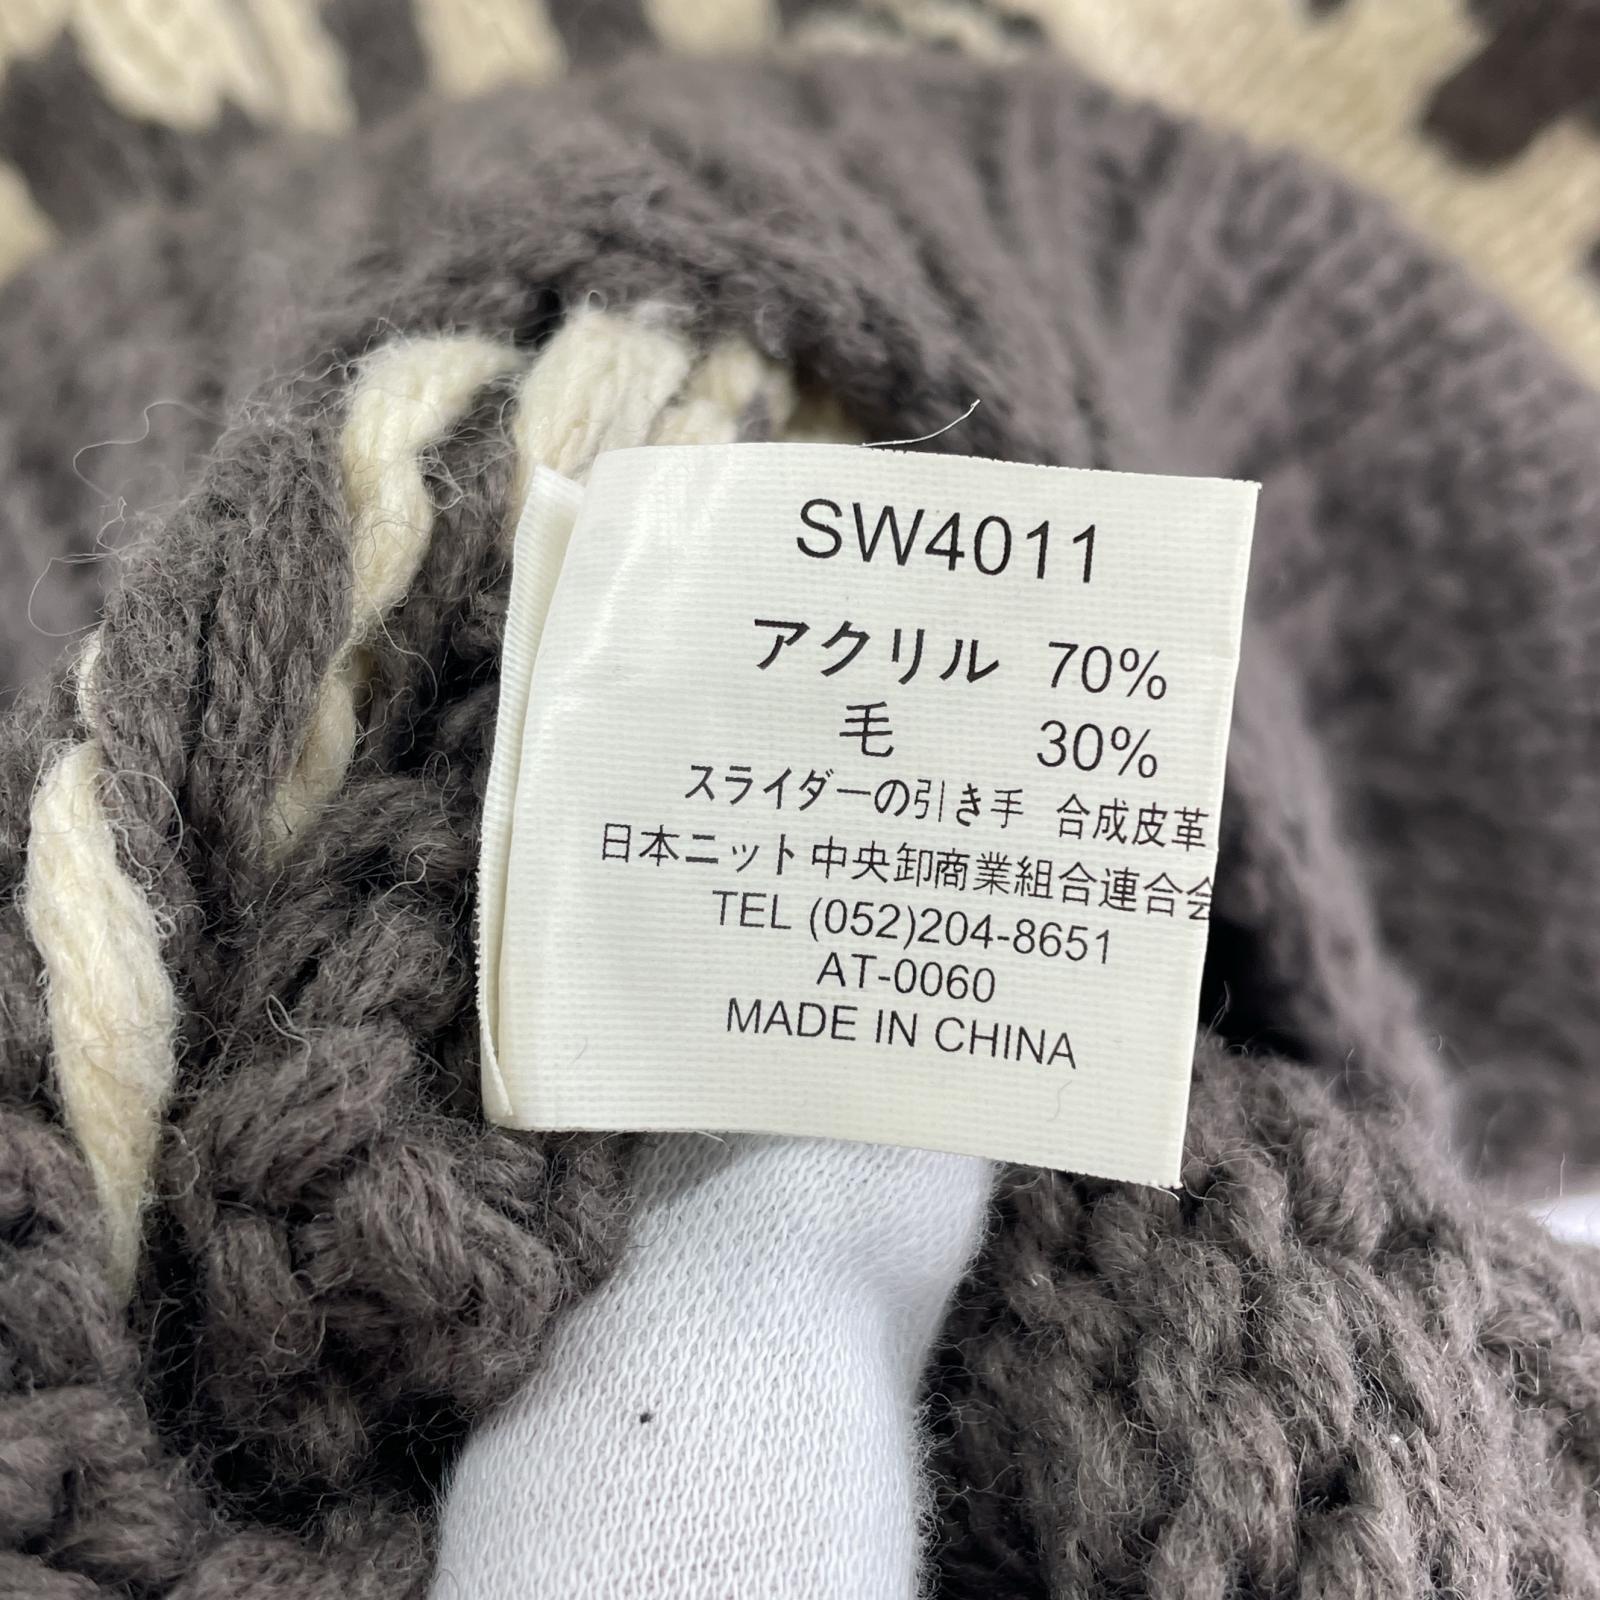 SW4011
アクリル 70%
毛 30%
スライダーの引き手 合成皮革
日本ニット中央卸商業組合連合会
TEL (052)204-8651
AT-0060
MADE IN CHINA